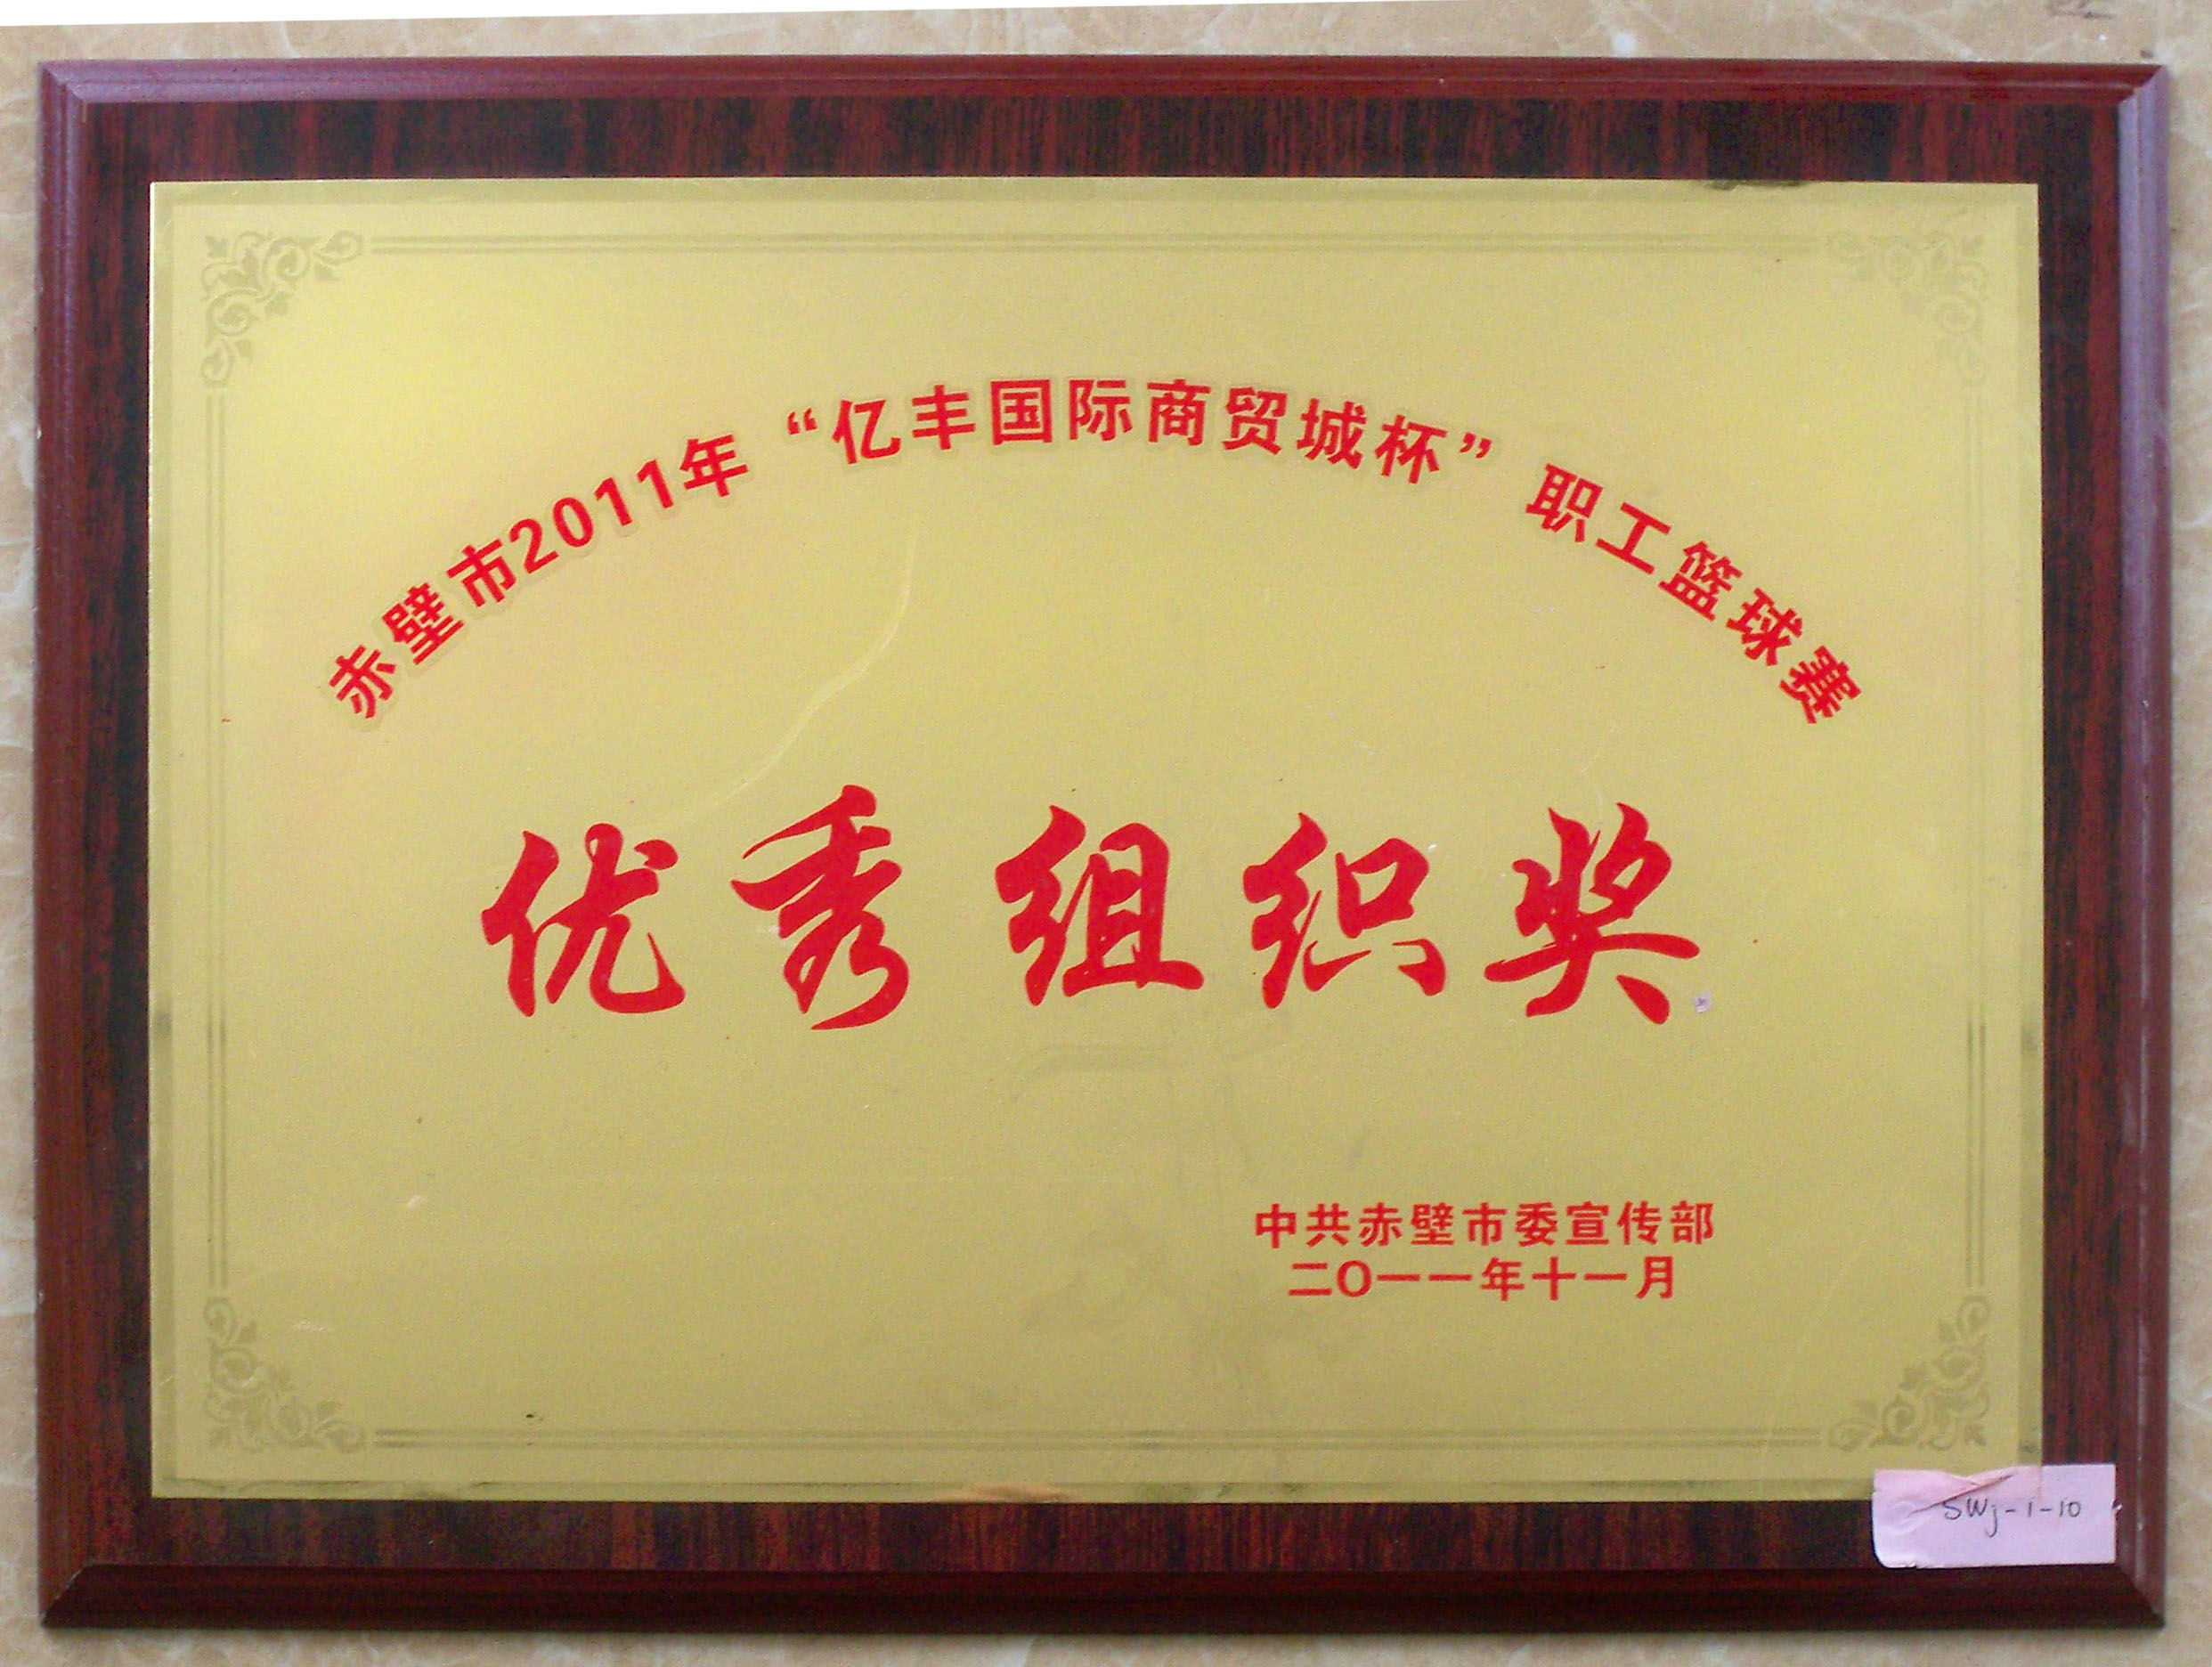 赤壁市2011年“亿丰国际商贸城杯”职工篮球赛
优秀组织奖
中共赤壁市委宣传部
二〇一一年十一月
SWj-1-10